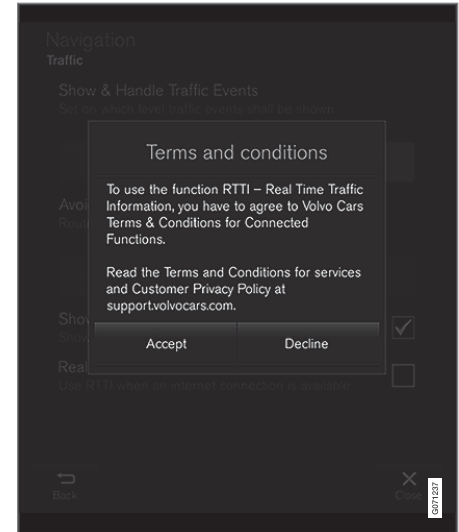 Navigation
Traffic
Show & Handle Traffic Events
Set on which level traffic events shall be shown
Terms and conditions
To use the function RTTI – Real Time Traffic
Information, you have to agree to Volvo Cars
Terms & Conditions for Connected
Functions.
Read the Terms and Conditions for services
and Customer Privacy Policy at
support.volvocars.com.
Accept
Decline
Use RTTI when an internet connection is available
Back
Close
G071237